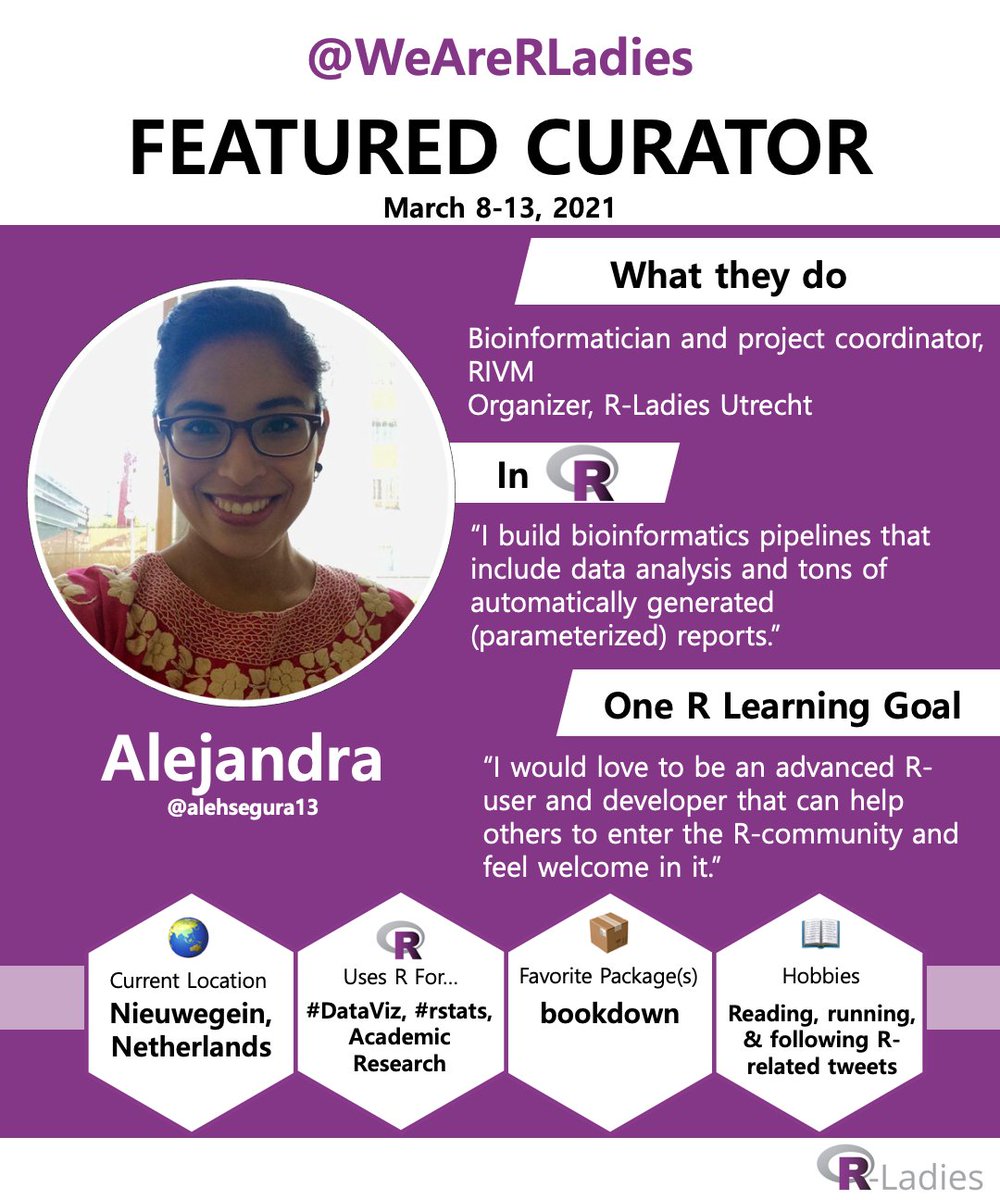 @WeAreRLadies
FEATURED CURATOR
March 8-13, 2021
What they do
Bioinformatician and project coordinator,
RIVM
Organizer, R-Ladies Utrecht
In R
“I build bioinformatics pipelines that
include data analysis and tons of
automatically generated
(parameterized) reports.”
One R Learning Goal
“I would love to be an advanced R-
user and developer that can help
others to enter the R-community and
feel welcome in it.”
Alejandra
@alehsegura13
R
Current Location
Nieuwegein,
Netherlands
Uses R For...
#DataViz, #rstats,
Academic
Research
Favorite Package(s)
bookdown
Hobbies
Reading, running,
& following R-
related tweets
R-Ladies